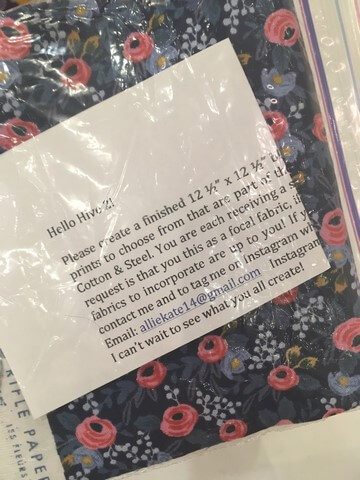 Hello Hive 2!
Please create a finished 12 ½" x 12 ½"
prints to choose from that are part of the
Cotton & Steel. You are each receiving a
request is that you this as a focal fabric,
fabrics to incorporate are up to you! If
contact me and to tag me on Instagram
Email: alliekate14@gmail.com Instagram
I can't wait to see what you all create!
PAPER
LES FLEURS